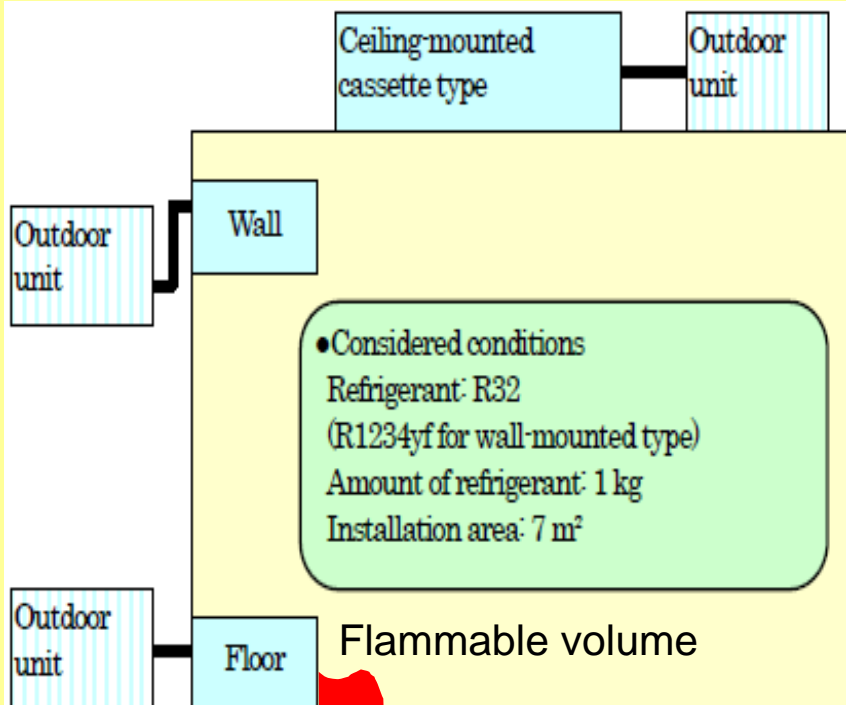 Ceiling-mounted
cassette type
Outdoor
unit
Wall
Outdoor
unit
●Considered conditions
Refrigerant: R32
(R1234yf for wall-mounted type)
Amount of refrigerant: 1 kg
Installation area: 7 m²
Outdoor
unit
Floor
Flammable volume